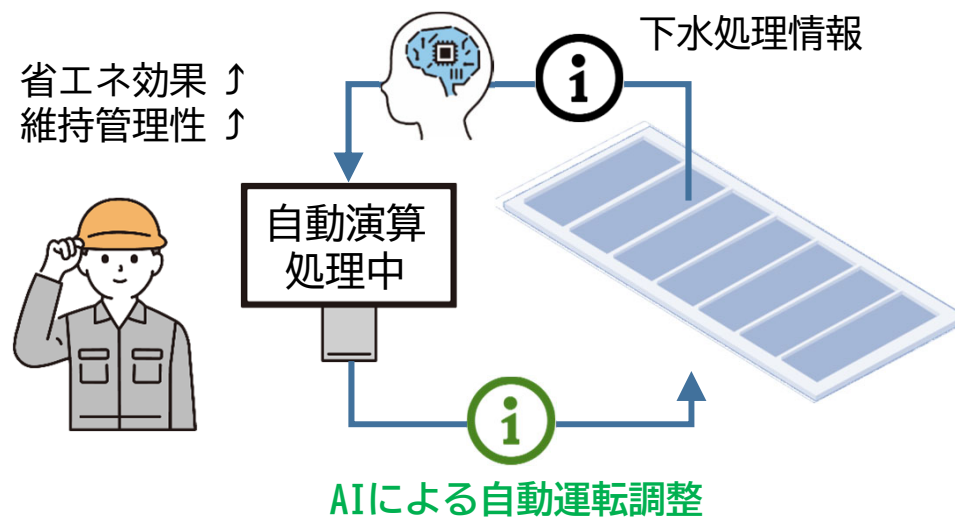 下水処理情報
省エネ効果 ⤴
維持管理性 ⤴
自動演算
処理中
AIによる自動運転調整